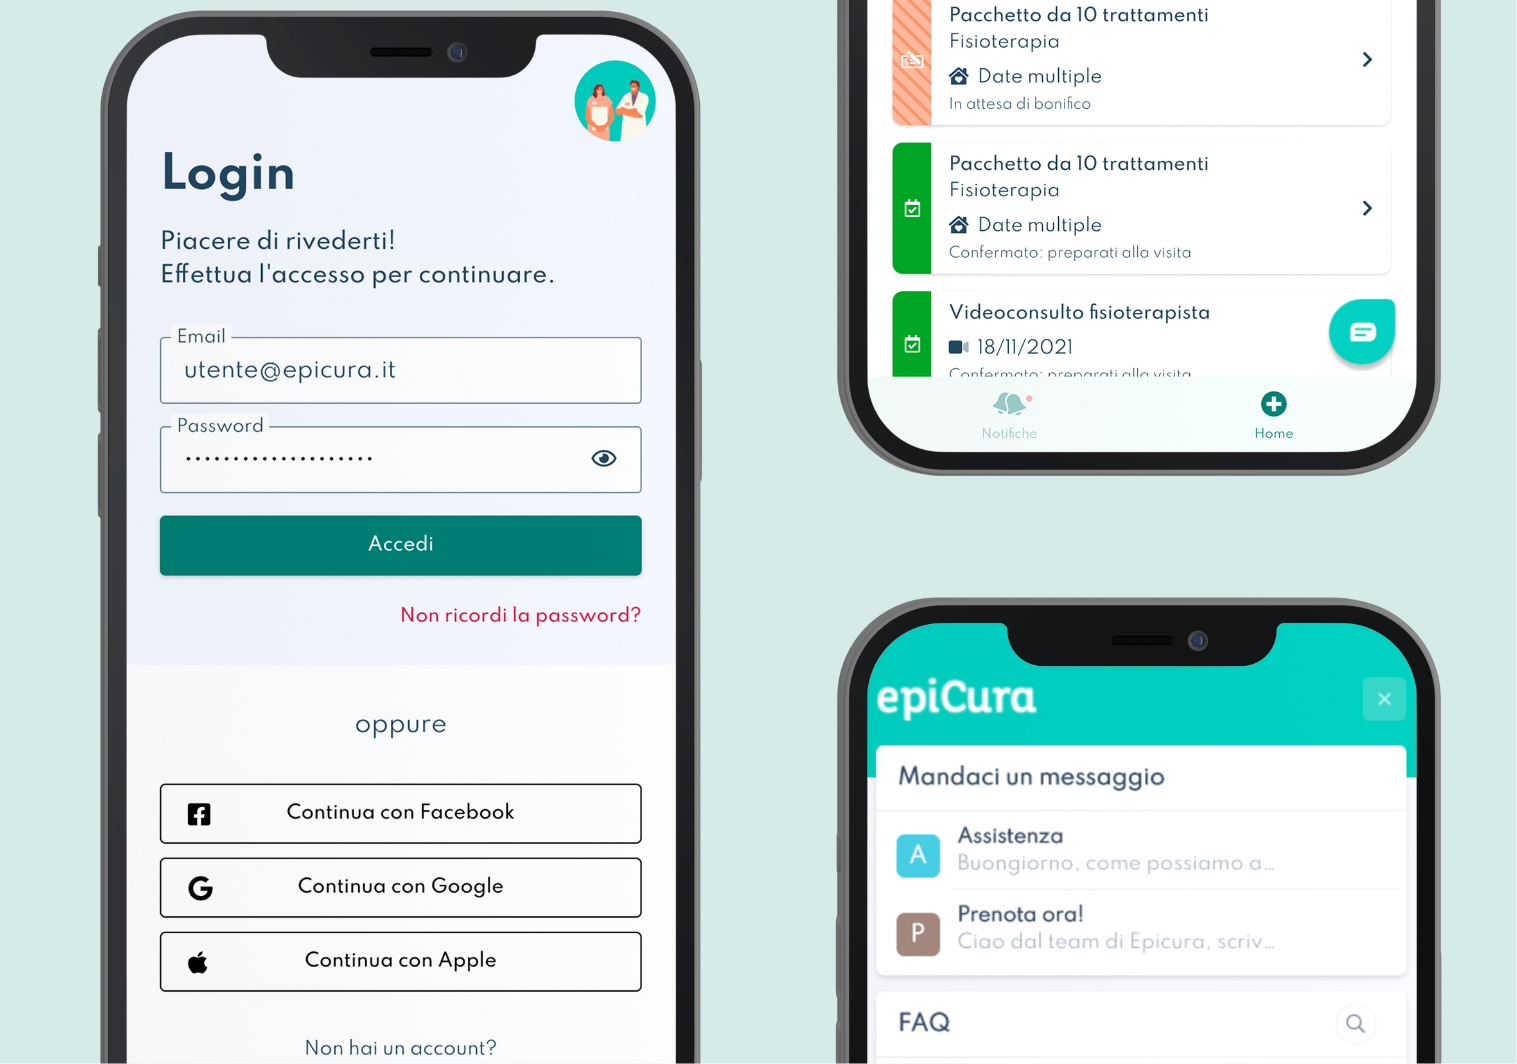 Login
Piacere di rivederti!
Effettua l'accesso per continuare.
Email
utente@epicura.it
Password
Accedi
Non ricordi la password?
oppure
Continua con Facebook
G
Continua con Google
Continua con Apple
Non hai un account?
Pacchetto da 10 trattamenti
Fisioterapia
Date multiple
In attesa di bonifico
Pacchetto da 10 trattamenti
Fisioterapia
Date multiple
Confermato: preparati alla visita
Videoconsulto fisioterapista
18/11/2021
Confermato: preparati alla visita
Notifiche
Home
epiCura
Mandaci un messaggio
A
Assistenza
Buongiorno, come possiamo a...
P
Prenota ora!
Ciao dal team di Epicura, scriv...
FAQ